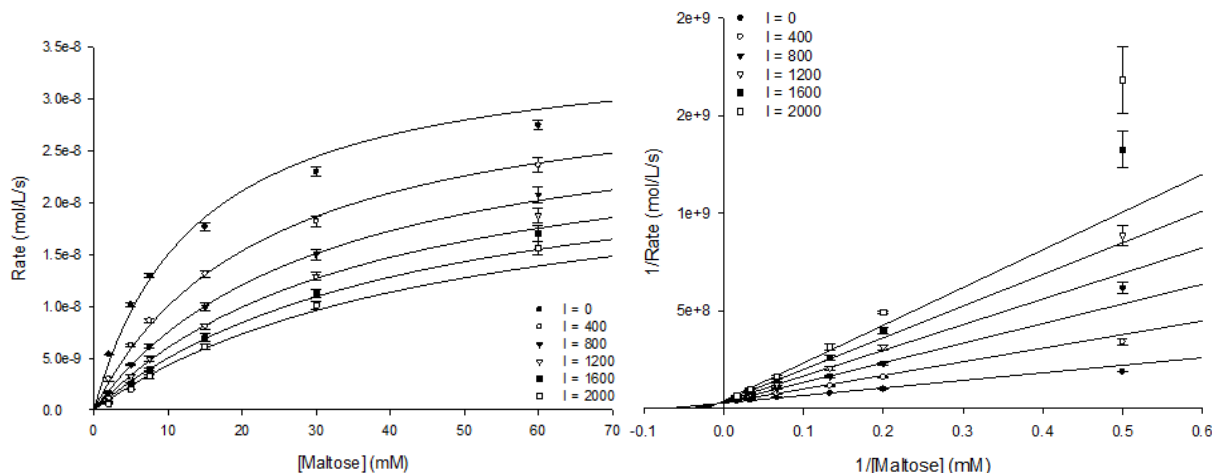 Rate (mol/L/s)
3.5e-8
3.0e-8
2.5e-8
2.0e-8
1.5e-8
1.0e-8
5.0e-9
0.0
0 10 20 30 40 50 60 70
[Maltose] (mM)
I = 0
I = 400
I = 800
I = 1200
I = 1600
I = 2000
1/Rate (mol/L/s)
2e+9
2e+9
1e+9
5e+8
-0.1 0.0 0.1 0.2 0.3 0.4 0.5 0.6
1/[Maltose] (mM)
I = 0
I = 400
I = 800
I = 1200
I = 1600
I = 2000